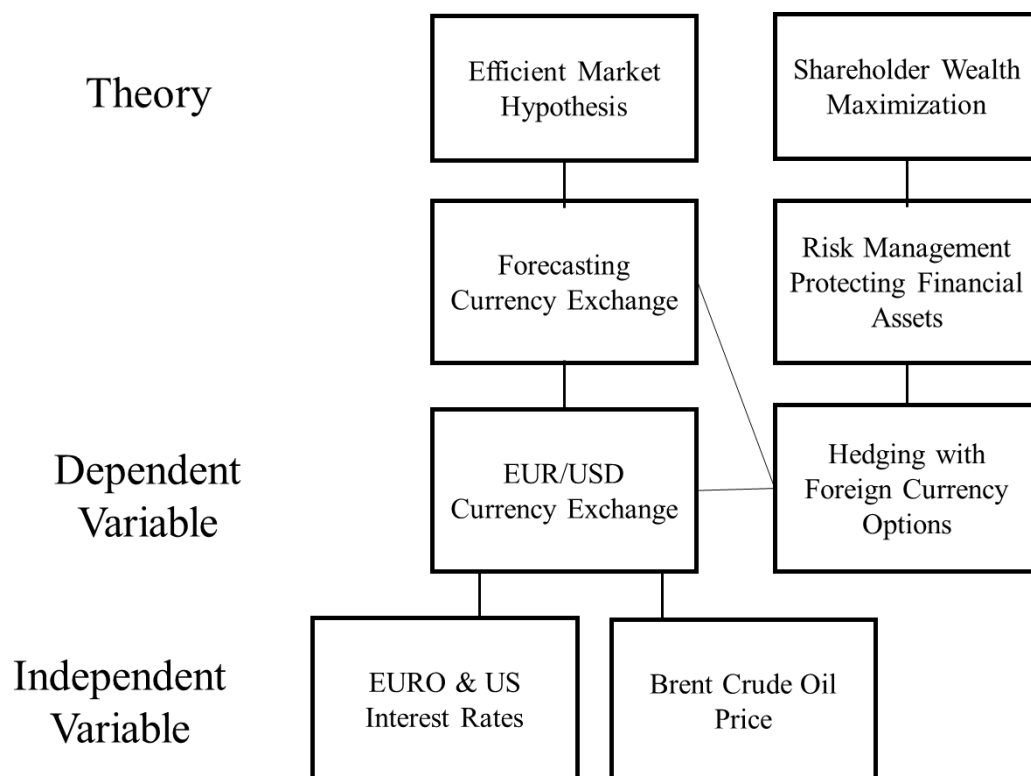 Theory
Efficient Market
Hypothesis
Shareholder Wealth
Maximization
Forecasting
Currency Exchange
Risk Management
Protecting Financial
Assets
Dependent
Variable
EUR/USD
Currency Exchange
Hedging with
Foreign Currency
Options
Independent
Variable
EURO & US
Interest Rates
Brent Crude Oil
Price